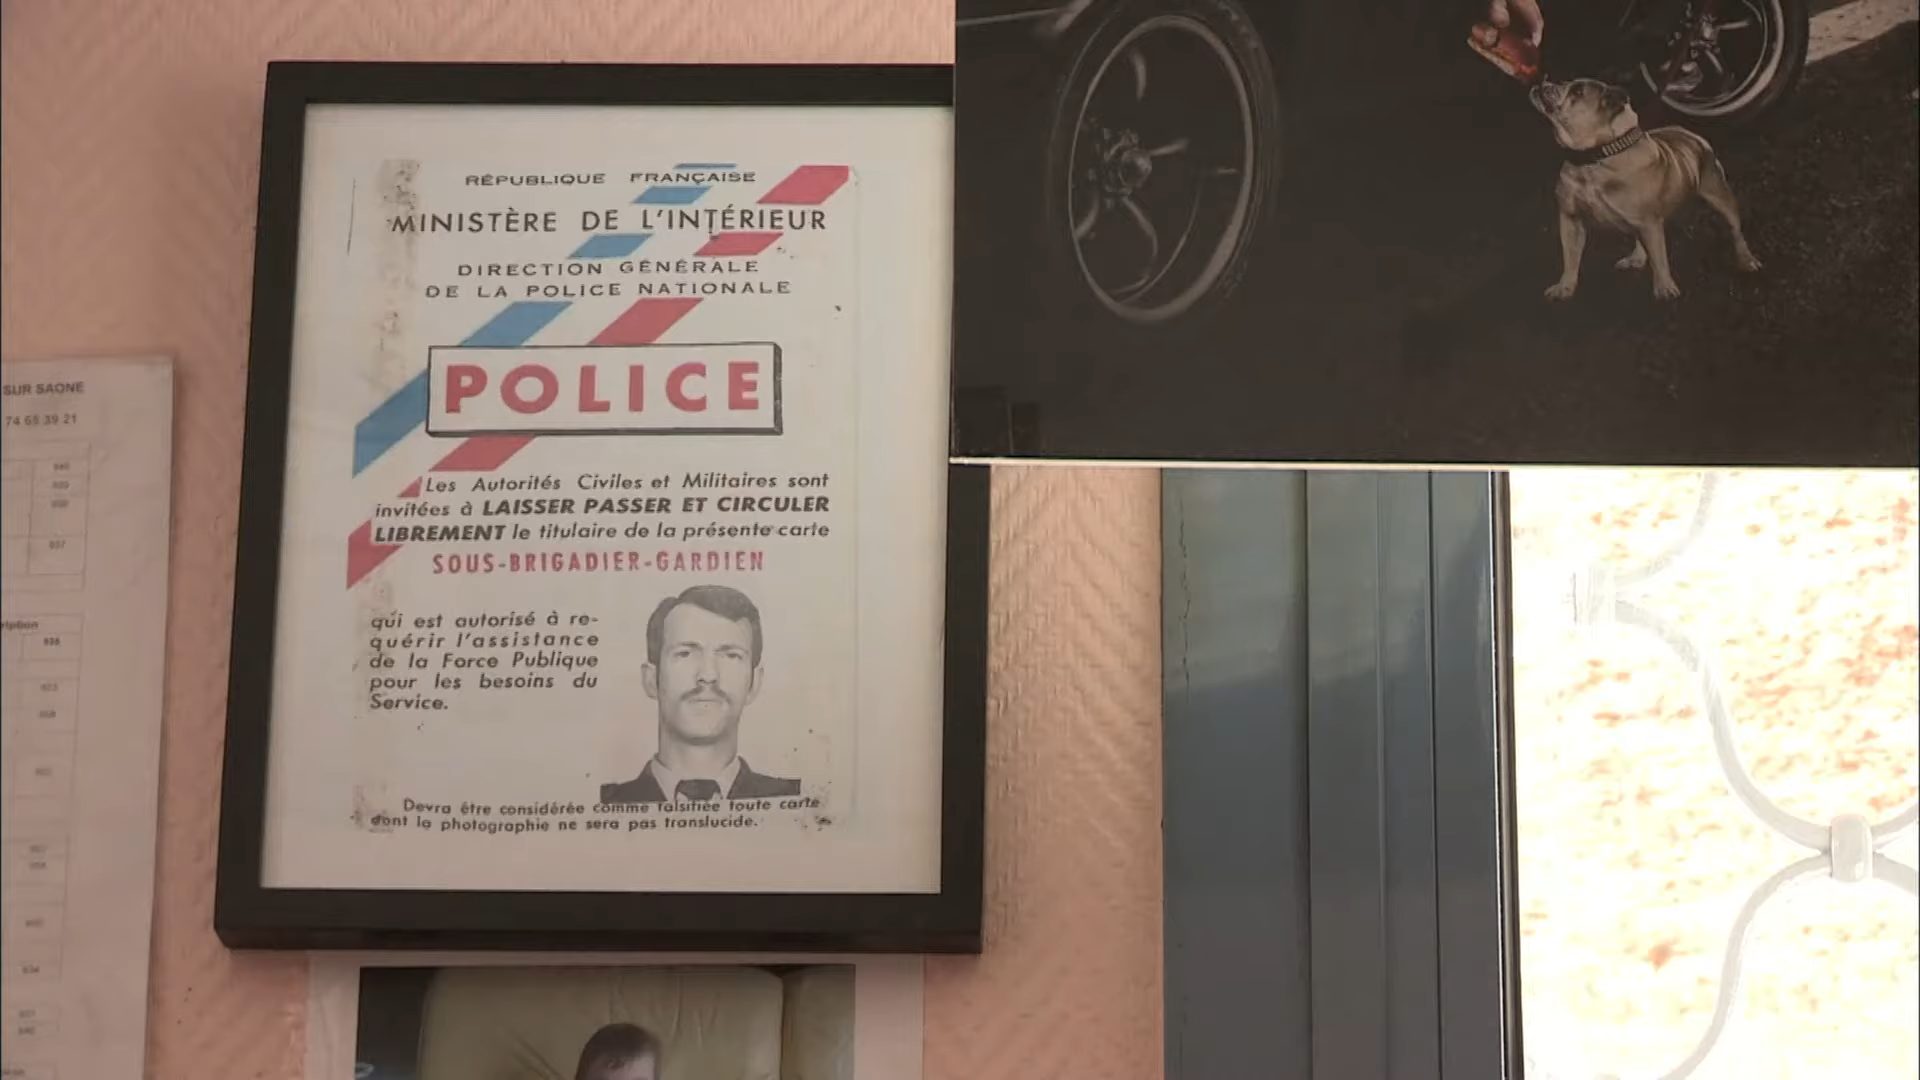 SUR SAONE
74 65 39 21
RÉPUBLIQUE FRANÇAISE
MINISTÈRE DE L'INTÉRIEUR
DIRECTION GÉNÉRALE
DE LA POLICE NATIONALE
POLICE
Les Autorités Civiles et Militaires sont
invitées à LAISSER PASSER ET CIRCULER
LIBREMENT le titulaire de la présente carte
SOUS-BRIGADIER-GARDIEN
qui est autorisé à re-
quérir l'assistance
de la Force Publique
pour les besoins du
Service.
Devra être considérée comme falsifiée toute carte
dont la photographie ne sera pas translucide.